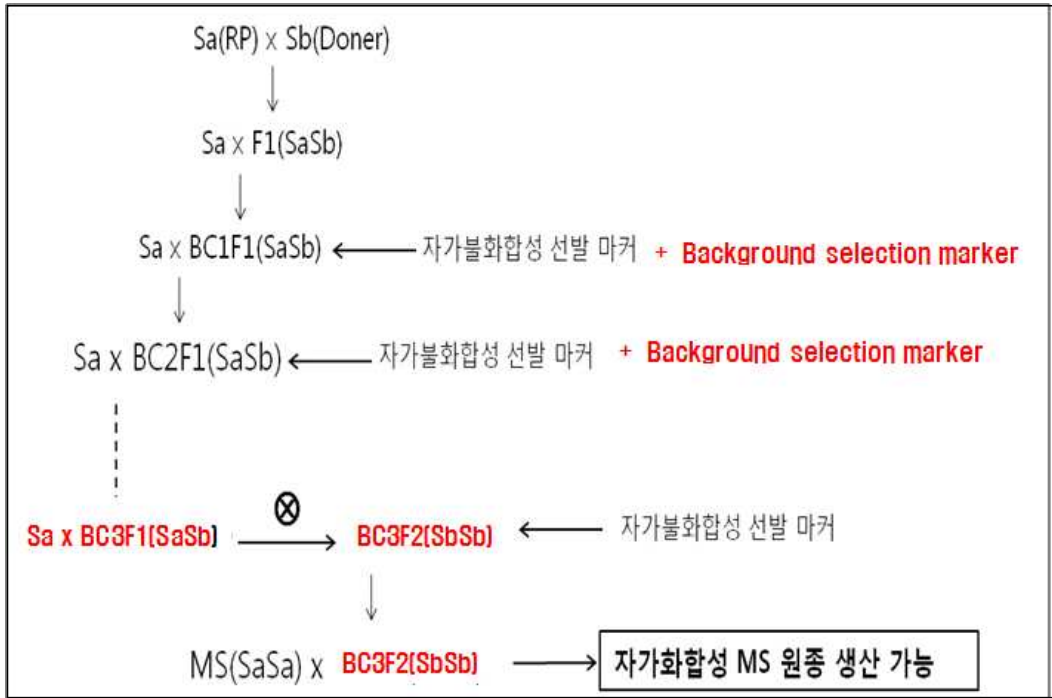 Sa(RP) x Sb(Doner)
Sa x F1(SaSb)
Sa x BC1F1(SaSb) 자가불화합성 선발 마커 + Background selection marker
Sa x BC2F1(SaSb) 자가불화합성 선발 마커 + Background selection marker
Sa x BC3F1(SaSb) ⊗ BC3F2(SbSb) 자가불화합성 선발 마커
MS(SaSa) x BC3F2(SbSb) 자가화합성 MS 원종 생산 가능